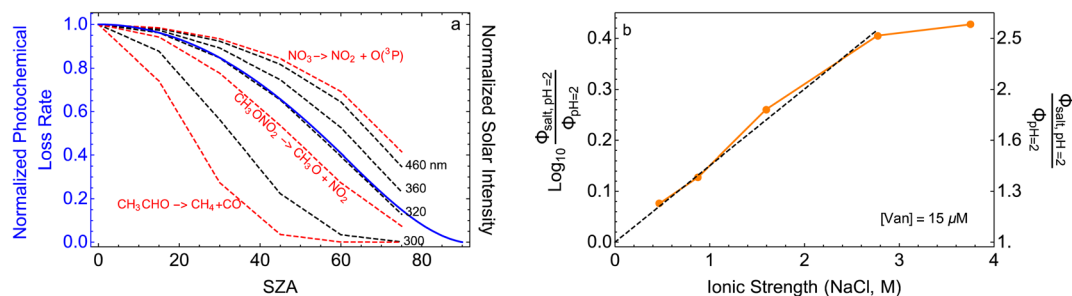 a
Normalized Photochemical
Loss Rate
1.0
0.8
0.6
0.4
0.2
0.0
NO₃–> NO₂ + O(³P)
CH₃ONO₂ –> CH₃O + NO₂
CH₃CHO –> CH₄+CO
460 nm
360
320
300
Normalized Solar Intensity
0 20 40 60 80
SZA
b
Log₁₀ Φsalt, pH=2 / ΦpH=2
0.4
0.3
0.2
0.1
0.0
[Van] = 15 µM
2.5
2
1.6
1.3
1
Φsalt, pH=2 / ΦpH=2
0 1 2 3 4
Ionic Strength (NaCl, M)